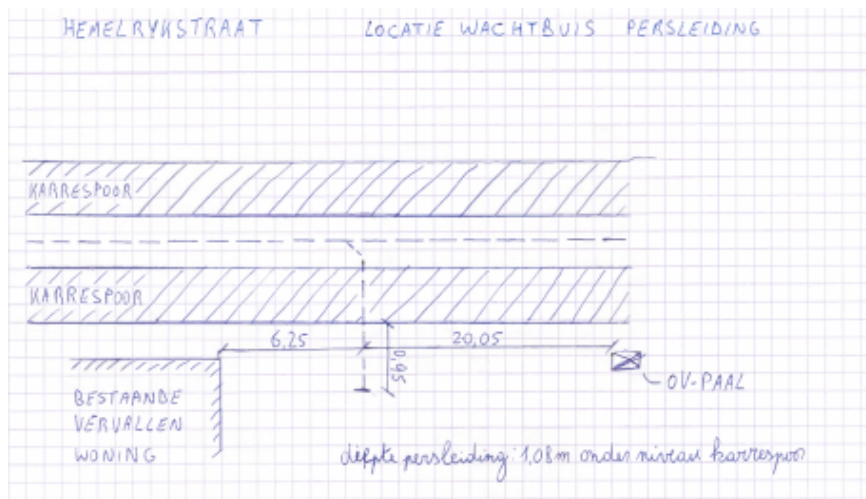 HEMELRYKSTRAAT LOCATIE WACHTBUIS PERSLEIDING
KARRESPOOR
KARRESPOOR
6,25 20,05
0,95
OV-PAAL
BESTAANDE
VERVALLEN
WONING
diepte persleiding: 1,08m onder niveau karrespoor